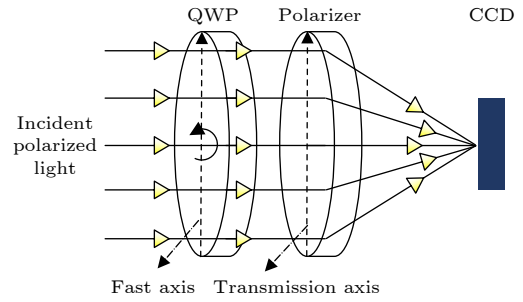 QWP
Polarizer
CCD
Incident
polarized
light
Fast axis
Transmission axis